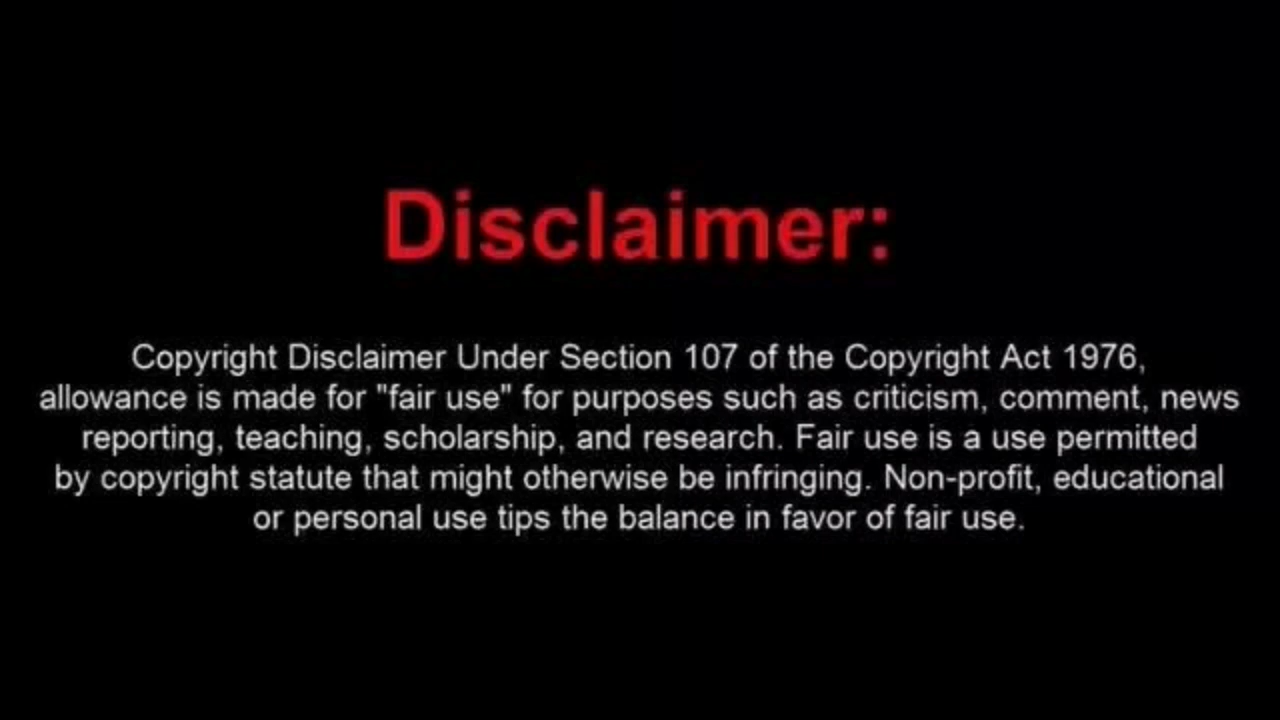 Disclaimer:
Copyright Disclaimer Under Section 107 of the Copyright Act 1976,
allowance is made for "fair use" for purposes such as criticism, comment, news
reporting, teaching, scholarship, and research. Fair use is a use permitted
by copyright statute that might otherwise be infringing. Non-profit, educational
or personal use tips the balance in favor of fair use.